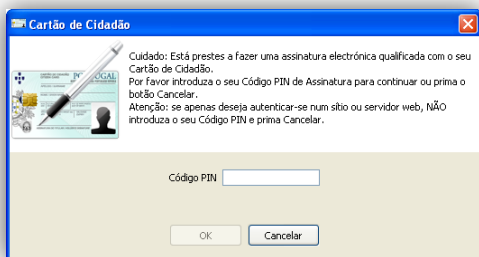 Cartão de Cidadão
Cuidado: Está prestes a fazer uma assinatura electrónica qualificada com o seu
Cartão de Cidadão.
Por favor introduza o seu Código PIN de Assinatura para continuar ou prima o
botão Cancelar.
Atenção: se apenas deseja autenticar-se num sítio ou servidor web, NÃO
introduza o seu Código PIN e prima Cancelar.
PORTUGAL
Código PIN
OK
Cancelar